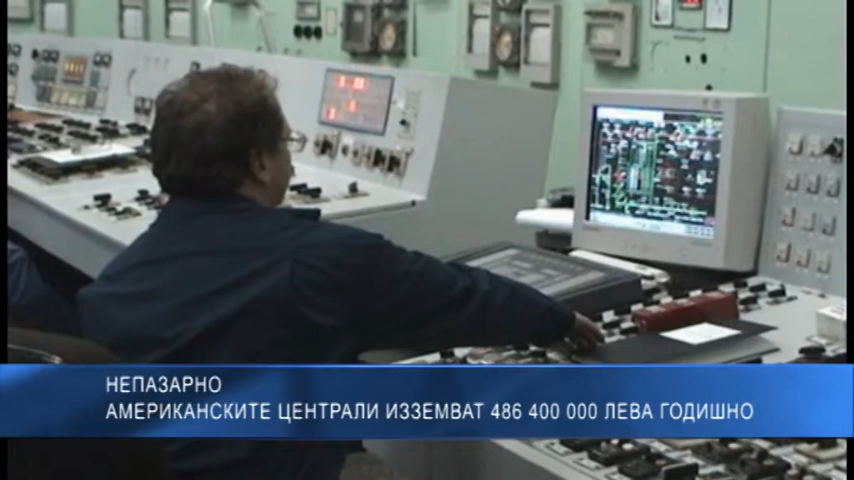 НЕПАЗАРНО
АМЕРИКАНСКИТЕ ЦЕНТРАЛИ ИЗЗЕМВАТ 486 400 000 ЛЕВА ГОДИШНО